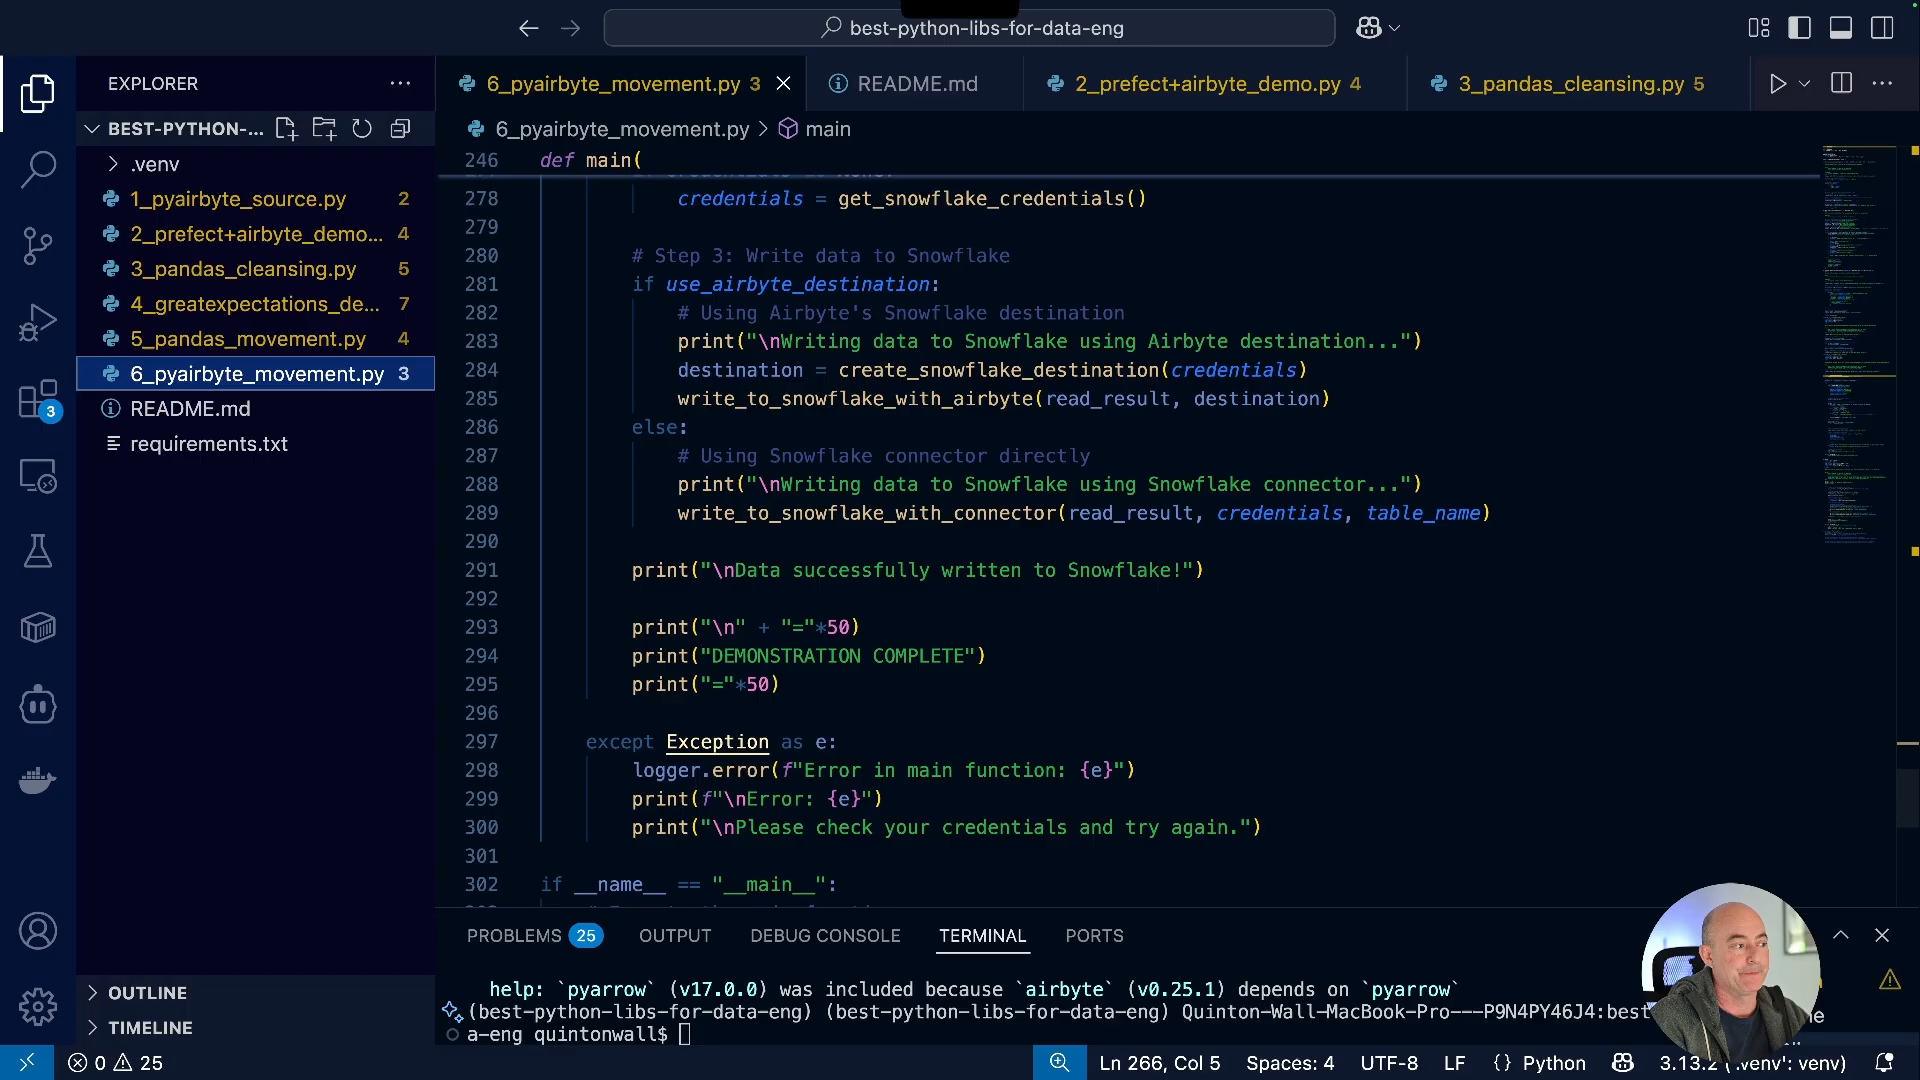 best-python-libs-for-data-eng
EXPLORER
BEST-PYTHON-...
.venv
1_pyairbyte_source.py 2
2_prefect+airbyte_demo... 4
3_pandas_cleansing.py 5
4_greatexpectations_de... 7
5_pandas_movement.py 4
6_pyairbyte_movement.py 3
README.md
requirements.txt
3
OUTLINE
TIMELINE
6_pyairbyte_movement.py 3
README.md
2_prefect+airbyte_demo.py 4
3_pandas_cleansing.py 5
6_pyairbyte_movement.py > main
246 def main(
278 credentials = get_snowflake_credentials()
279
280 # Step 3: Write data to Snowflake
281 if use_airbyte_destination:
282 # Using Airbyte's Snowflake destination
283 print("\nWriting data to Snowflake using Airbyte destination...")
284 destination = create_snowflake_destination(credentials)
285 write_to_snowflake_with_airbyte(read_result, destination)
286 else:
287 # Using Snowflake connector directly
288 print("\nWriting data to Snowflake using Snowflake connector...")
289 write_to_snowflake_with_connector(read_result, credentials, table_name)
290
291 print("\nData successfully written to Snowflake!")
292
293 print("\n" + "="*50)
294 print("DEMONSTRATION COMPLETE")
295 print("="*50)
296
297 except Exception as e:
298 logger.error(f"Error in main function: {e}")
299 print(f"\nError: {e}")
300 print("\nPlease check your credentials and try again.")
301
302 if __name__ == "__main__":
PROBLEMS 25 OUTPUT DEBUG CONSOLE TERMINAL PORTS
help: `pyarrow` (v17.0.0) was included because `airbyte` (v0.25.1) depends on `pyarrow`
(best-python-libs-for-data-eng) (best-python-libs-for-data-eng) Quinton-Wall-MacBook-Pro---P9N4PY46J4:best
a-eng quintonwall$
0 25 Ln 266, Col 5 Spaces: 4 UTF-8 LF {} Python 3.13.2 ('.venv': venv)